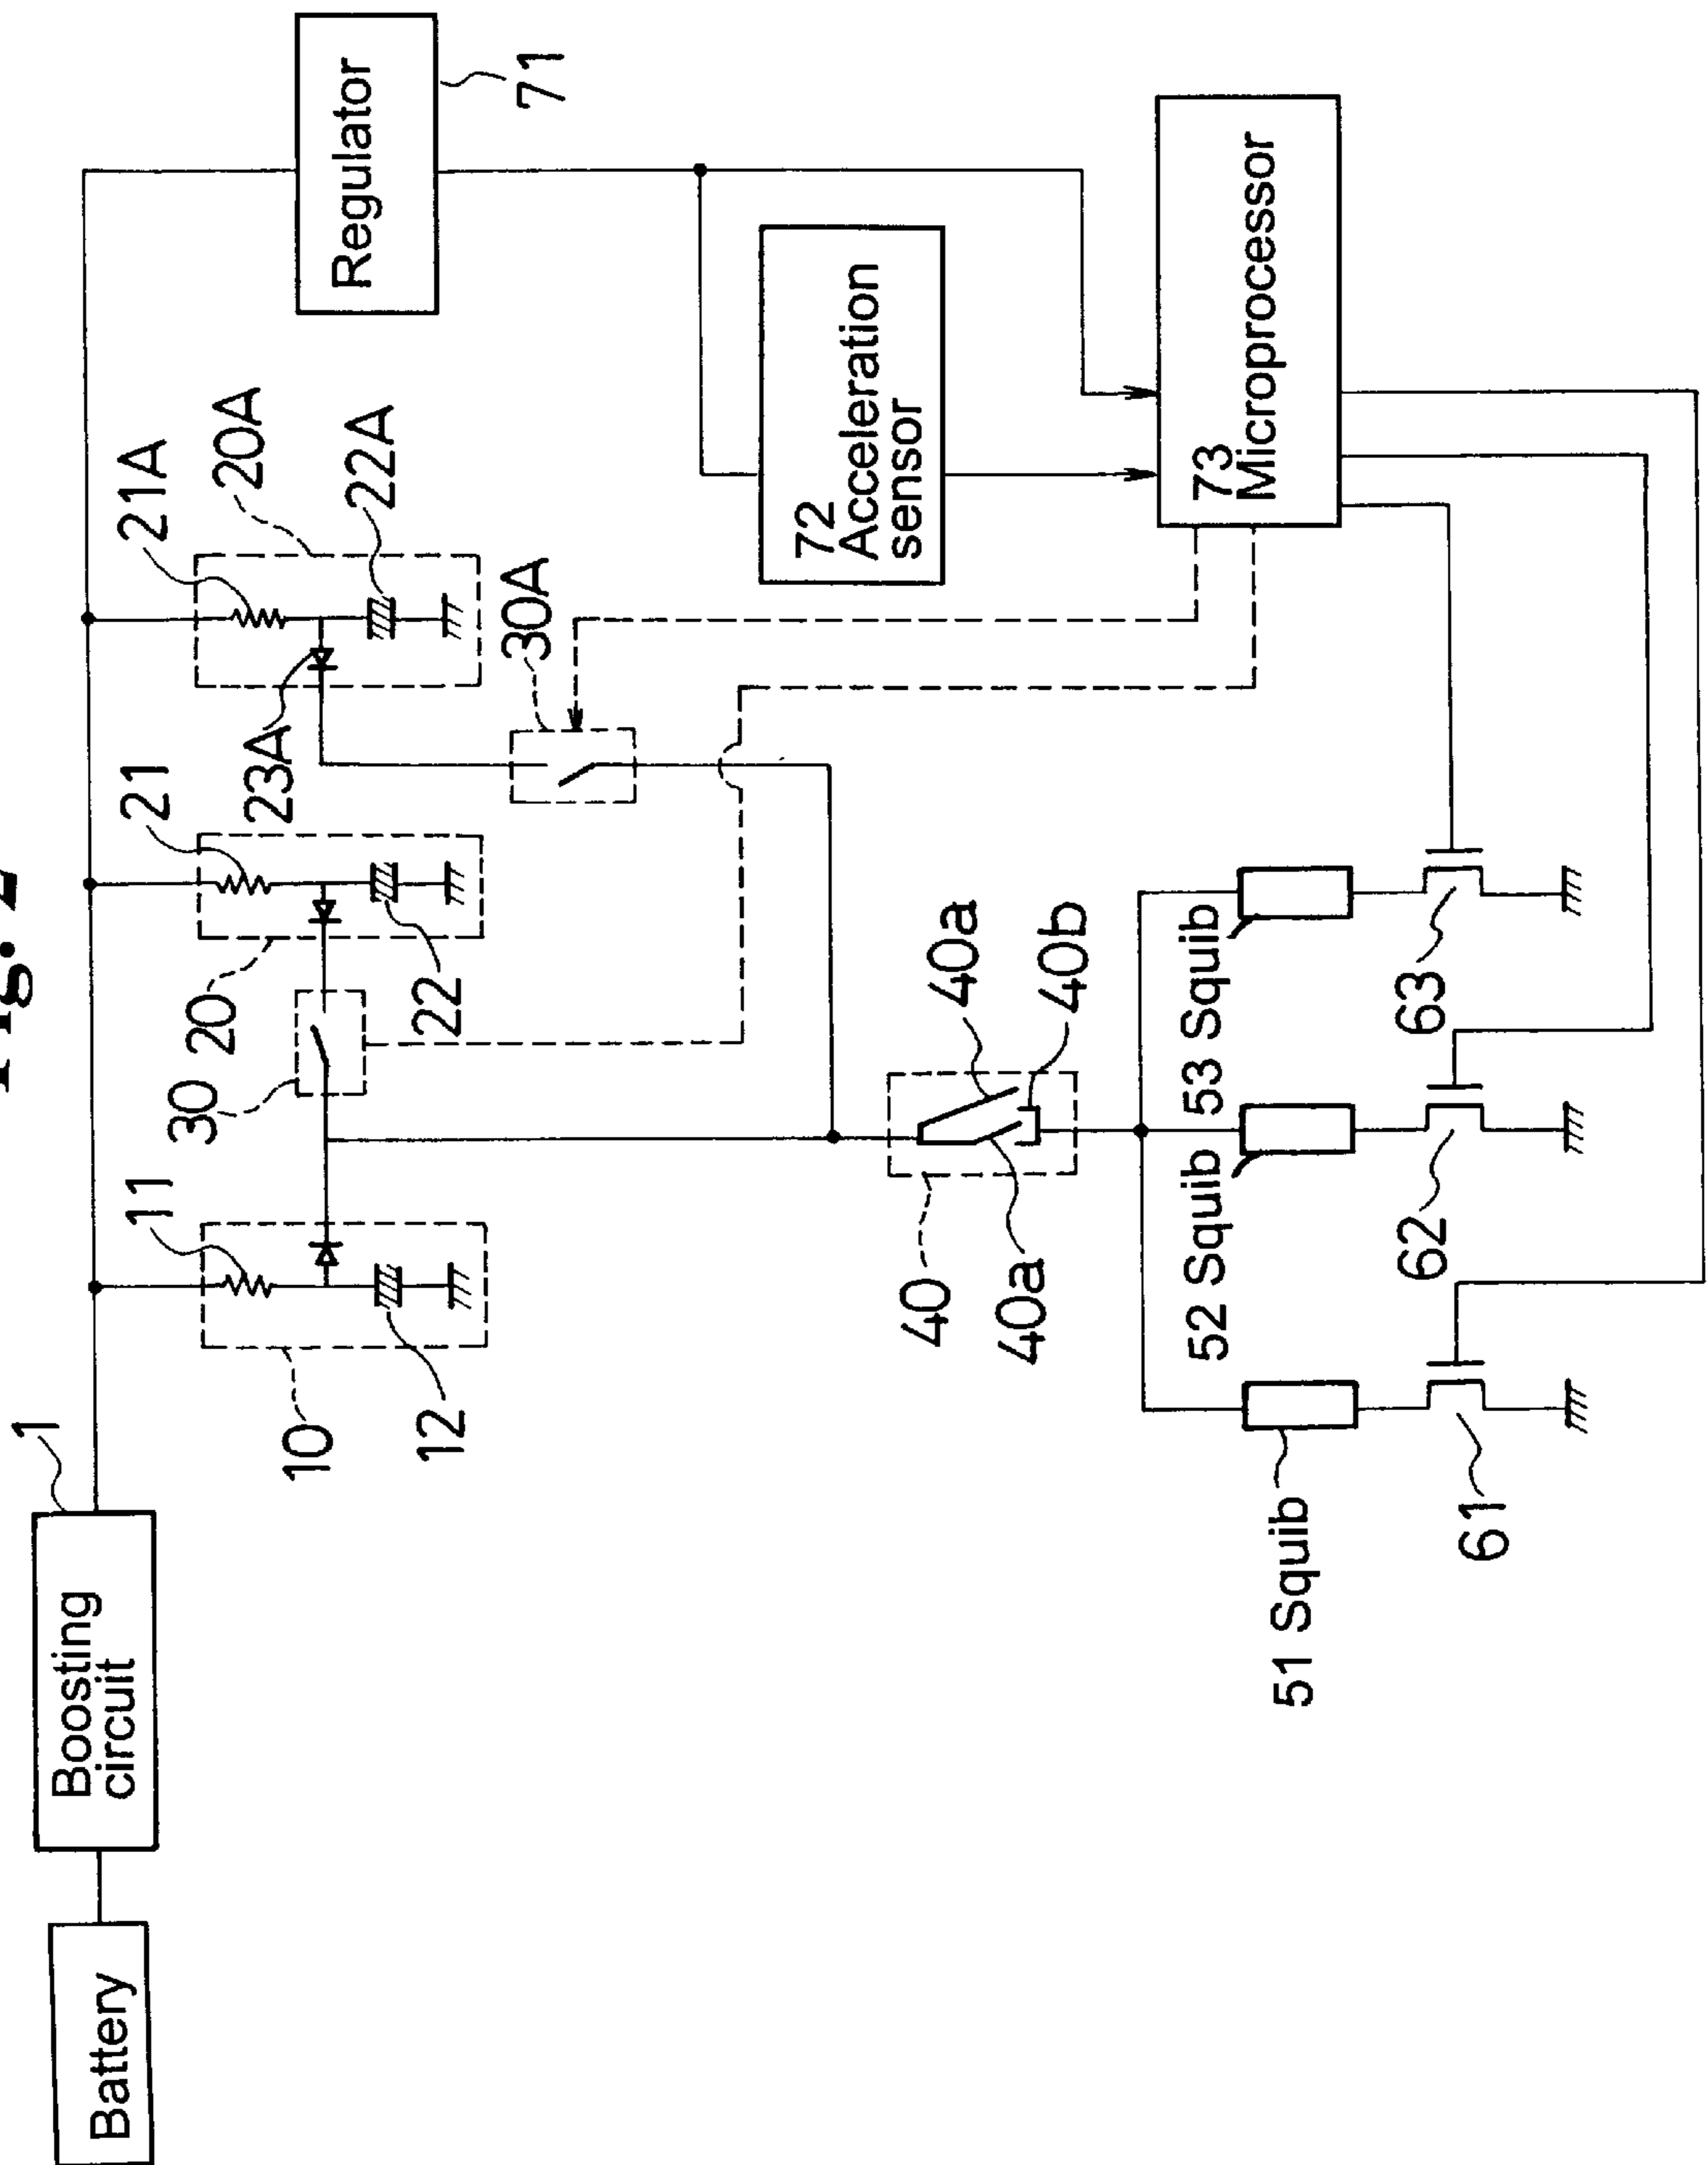 Fig. 2
Battery
Boosting
circuit
1
10
11
12
20
21
22
30
20A
21A
22A
23A
30A
Regulator
71
72
Acceleration
sensor
73
Microprocessor
40
40a
40a
40b
51 Squib
52 Squib
53 Squib
61
62
63